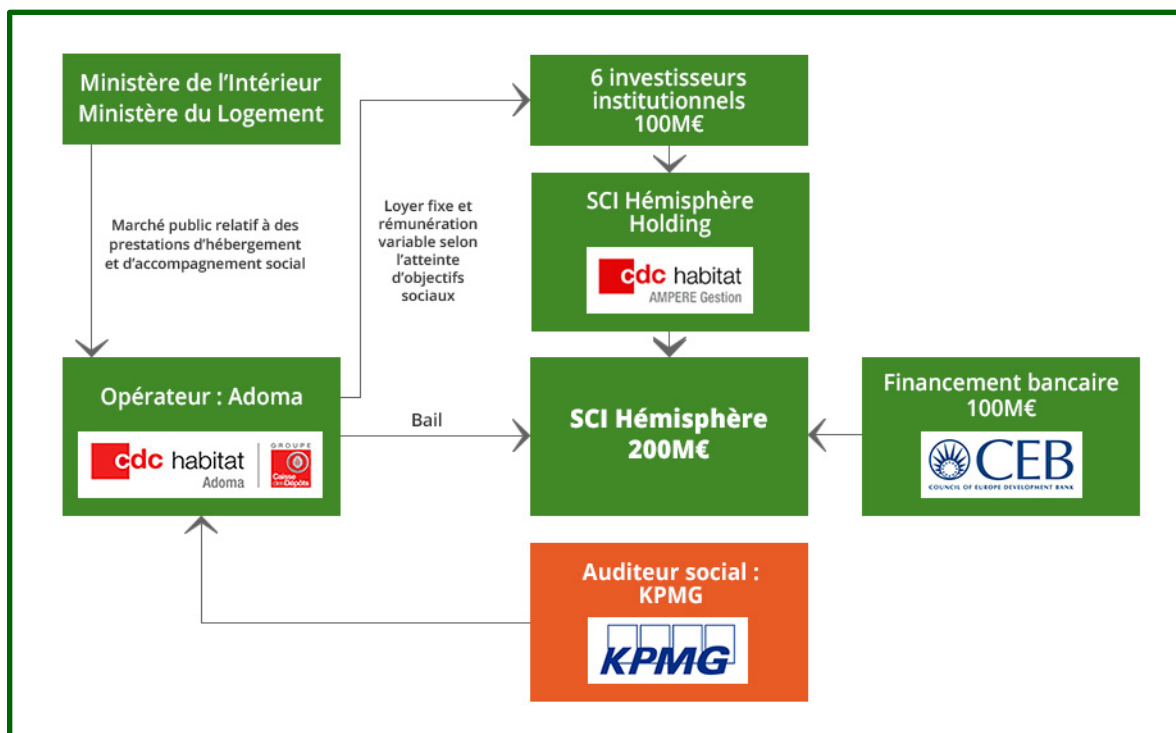 Ministère de l’Intérieur
Ministère du Logement
6 investisseurs
institutionnels
100M€
Marché public relatif à des
prestations d’hébergement
et d’accompagnement social
Loyer fixe et
rémunération
variable selon
l’atteinte
d’objectifs
sociaux
SCI Hémisphère
Holding
cdc habitat
AMPERE Gestion
Opérateur : Adoma
cdc habitat
Adoma
GROUPE
Caisse
des Dépôts
Bail
SCI Hémisphère
200M€
Financement bancaire
100M€
CEB
COUNCIL OF EUROPE DEVELOPMENT BANK
Auditeur social :
KPMG
KPMG